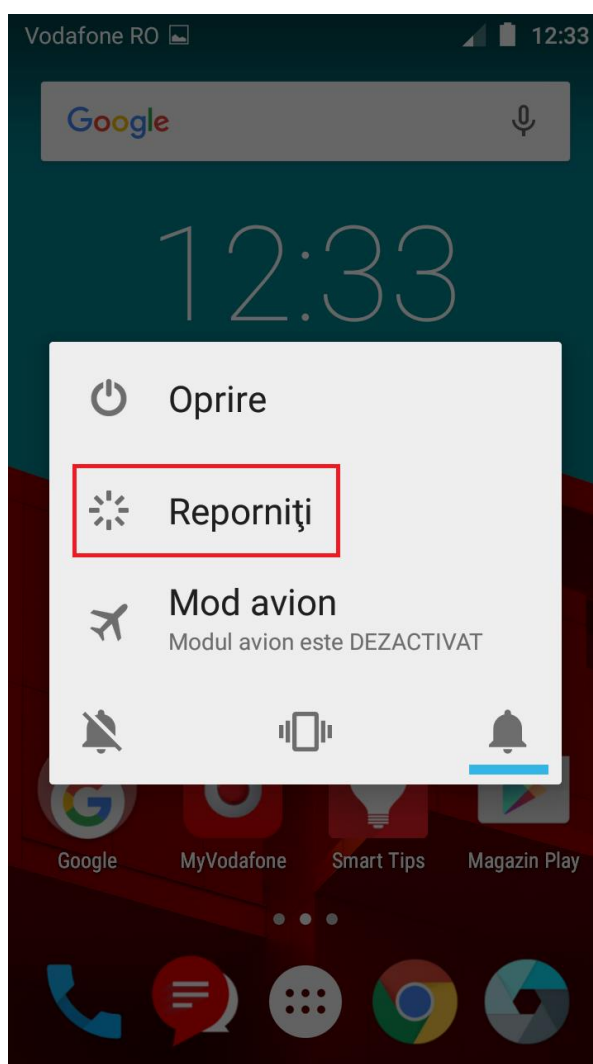 Vodafone RO 12:33
Google
12:33
Oprire
Reporniţi
Mod avion
Modul avion este DEZACTIVAT
Google MyVodafone Smart Tips Magazin Play